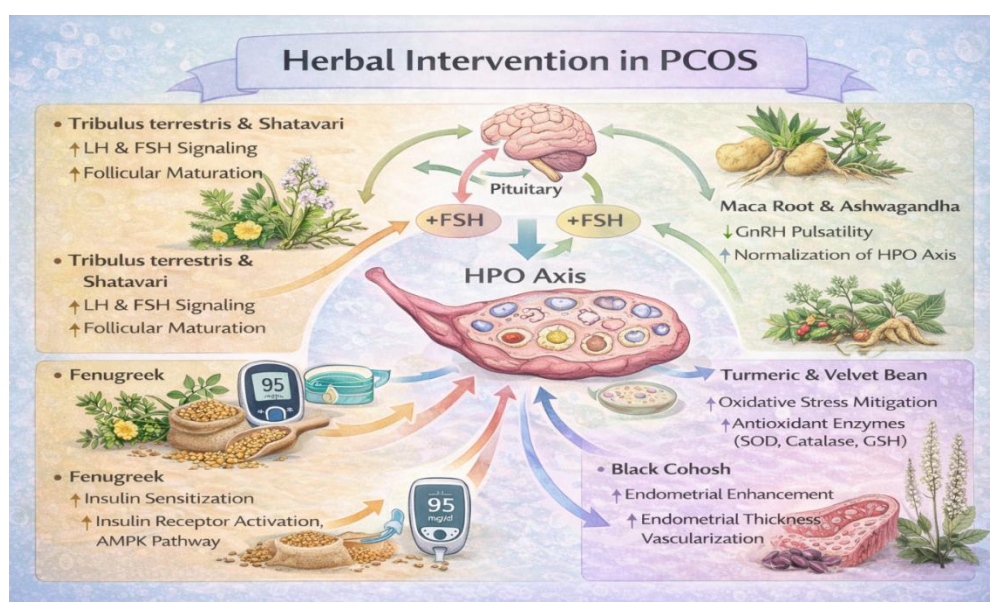 Herbal Intervention in PCOS
• Tribulus terrestris & Shatavari
↑LH & FSH Signaling
↑Follicular Maturation
• Tribulus terrestris &
Shatavari
↑LH & FSH Signaling
↑Follicular Maturation
Pituitary
+FSH
+FSH
HPO Axis
Maca Root & Ashwagandha
↓GnRH Pulsatility
↑Normalization of HPO Axis
• Fenugreek
95
• Fenugreek
↑Insulin Sensitization
↑Insulin Receptor Activation,
AMPK Pathway
95
mg/dl
Turmeric & Velvet Bean
↑Oxidative Stress Mitigation
↑Antioxidant Enzymes
(SOD, Catalase, GSH)
• Black Cohosh
↑Endometrial Enhancement
↑Endometrial Thickness
Vascularization